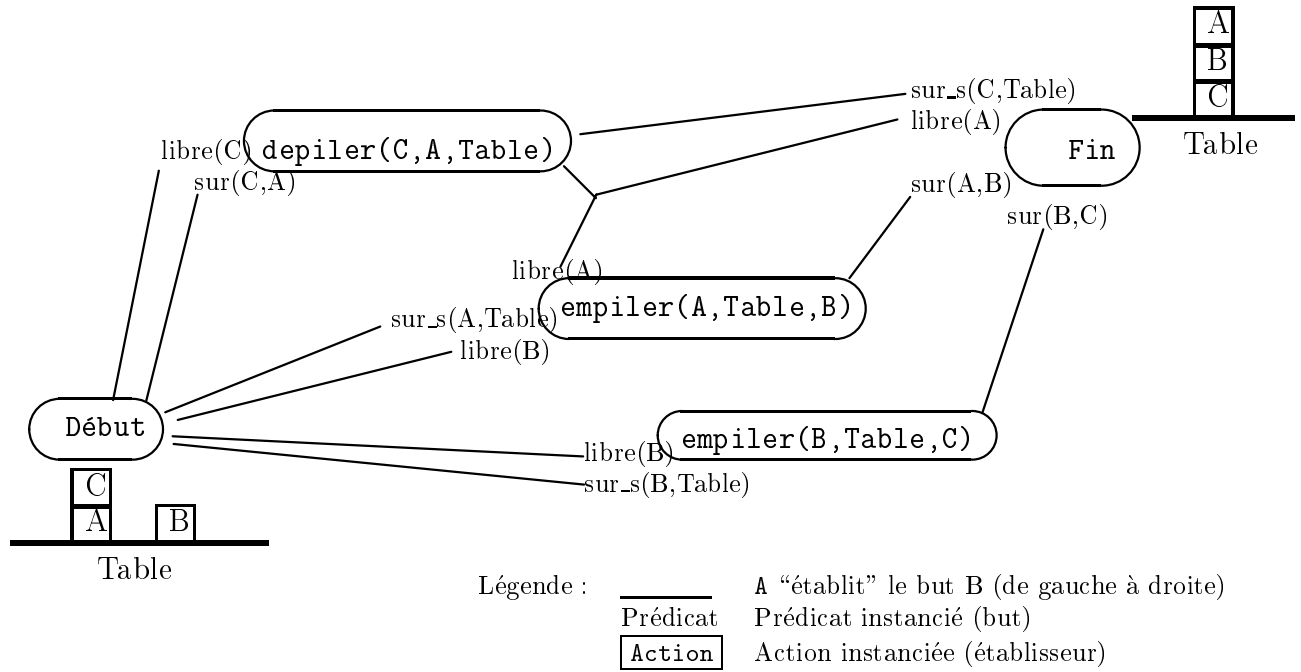 A
B
C
Table
sur_s(C,Table)
libre(A)
Fin
libre(C)
depiler(C,A,Table)
sur(C,A)
sur(A,B)
sur(B,C)
libre(A)
empiler(A,Table,B)
sur_s(A,Table)
libre(B)
Début
empiler(B,Table,C)
libre(B)
sur_s(B,Table)
C
A
B
Table
Légende :
A “établit” le but B (de gauche à droite)
Prédicat Prédicat instancié (but)
Action Action instanciée (établisseur)